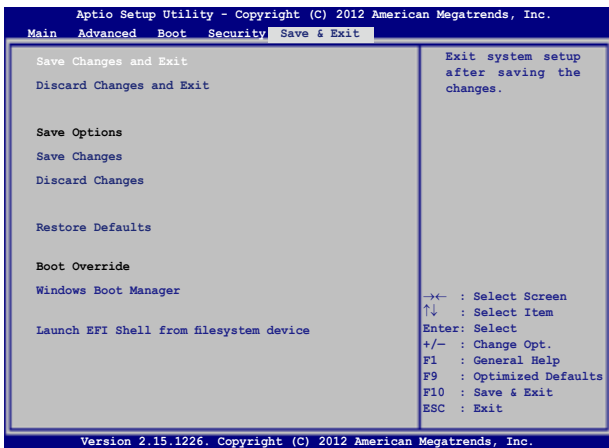 Aptio Setup Utility - Copyright (C) 2012 American Megatrends, Inc.
Main Advanced Boot Security Save & Exit
Save Changes and Exit
Discard Changes and Exit
Save Options
Save Changes
Discard Changes
Restore Defaults
Boot Override
Windows Boot Manager
Launch EFI Shell from filesystem device
Exit system setup
after saving the
changes.
→← : Select Screen
↑↓ : Select Item
Enter: Select
+/— : Change Opt.
F1 : General Help
F9 : Optimized Defaults
F10 : Save & Exit
ESC : Exit
Version 2.15.1226. Copyright (C) 2012 American Megatrends, Inc.